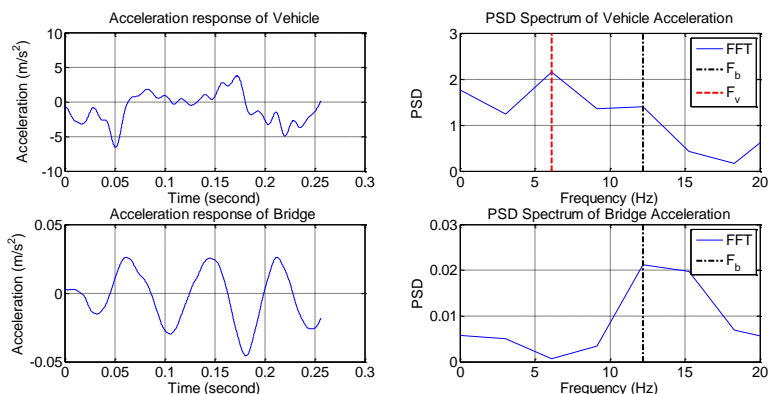 Acceleration response of Vehicle
Acceleration (m/s²)
10
5
0
-5
-10
0 0.05 0.1 0.15 0.2 0.25 0.3
Time (second)
PSD Spectrum of Vehicle Acceleration
PSD
3
2
1
0
0 5 10 15 20
Frequency (Hz)
FFT
F_b
F_v
Acceleration response of Bridge
Acceleration (m/s²)
0.05
0
-0.05
0 0.05 0.1 0.15 0.2 0.25 0.3
Time (second)
PSD Spectrum of Bridge Acceleration
PSD
0.03
0.02
0.01
0
0 5 10 15 20
Frequency (Hz)
FFT
F_b